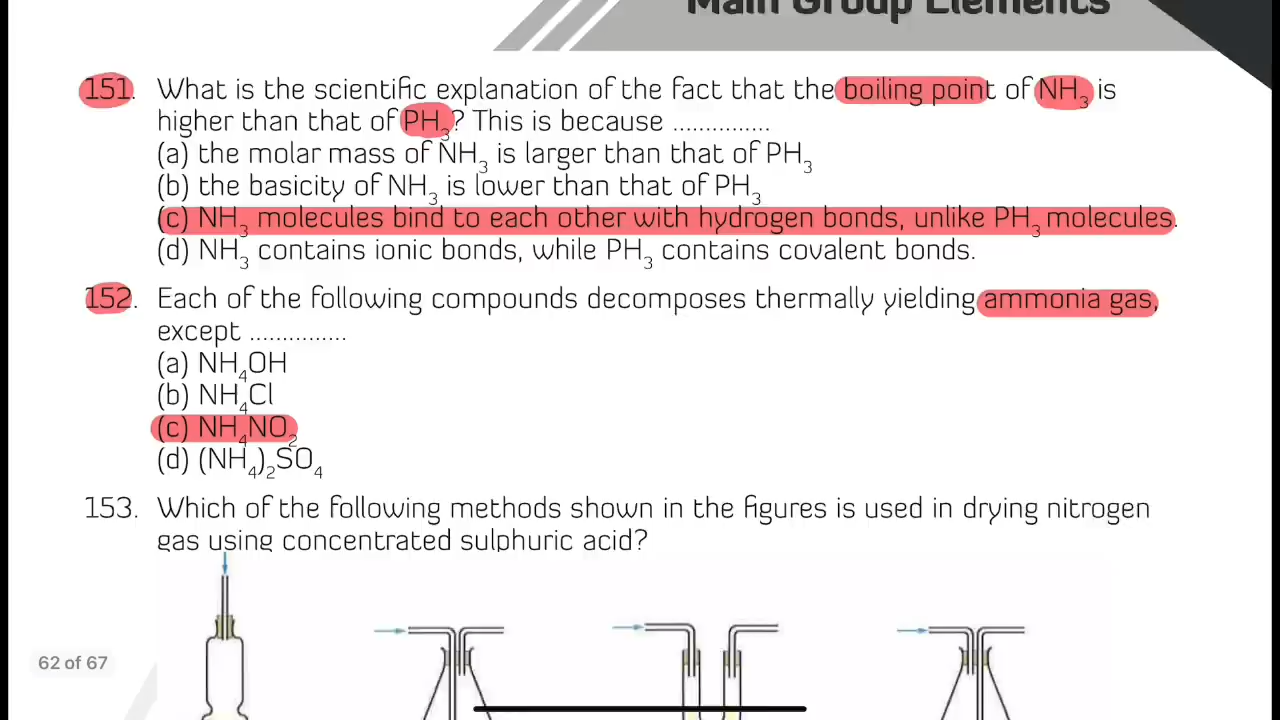 Main Group Elements
151. What is the scientific explanation of the fact that the boiling point of NH₃ is
higher than that of PH₃? This is because ...............
(a) the molar mass of NH₃ is larger than that of PH₃
(b) the basicity of NH₃ is lower than that of PH₃
(c) NH₃ molecules bind to each other with hydrogen bonds, unlike PH₃ molecules.
(d) NH₃ contains ionic bonds, while PH₃ contains covalent bonds.
152. Each of the following compounds decomposes thermally yielding ammonia gas,
except ...............
(a) NH₄OH
(b) NH₄Cl
(c) NH₄NO₂
(d) (NH₄)₂SO₄
153. Which of the following methods shown in the figures is used in drying nitrogen
gas using concentrated sulphuric acid?
62 of 67